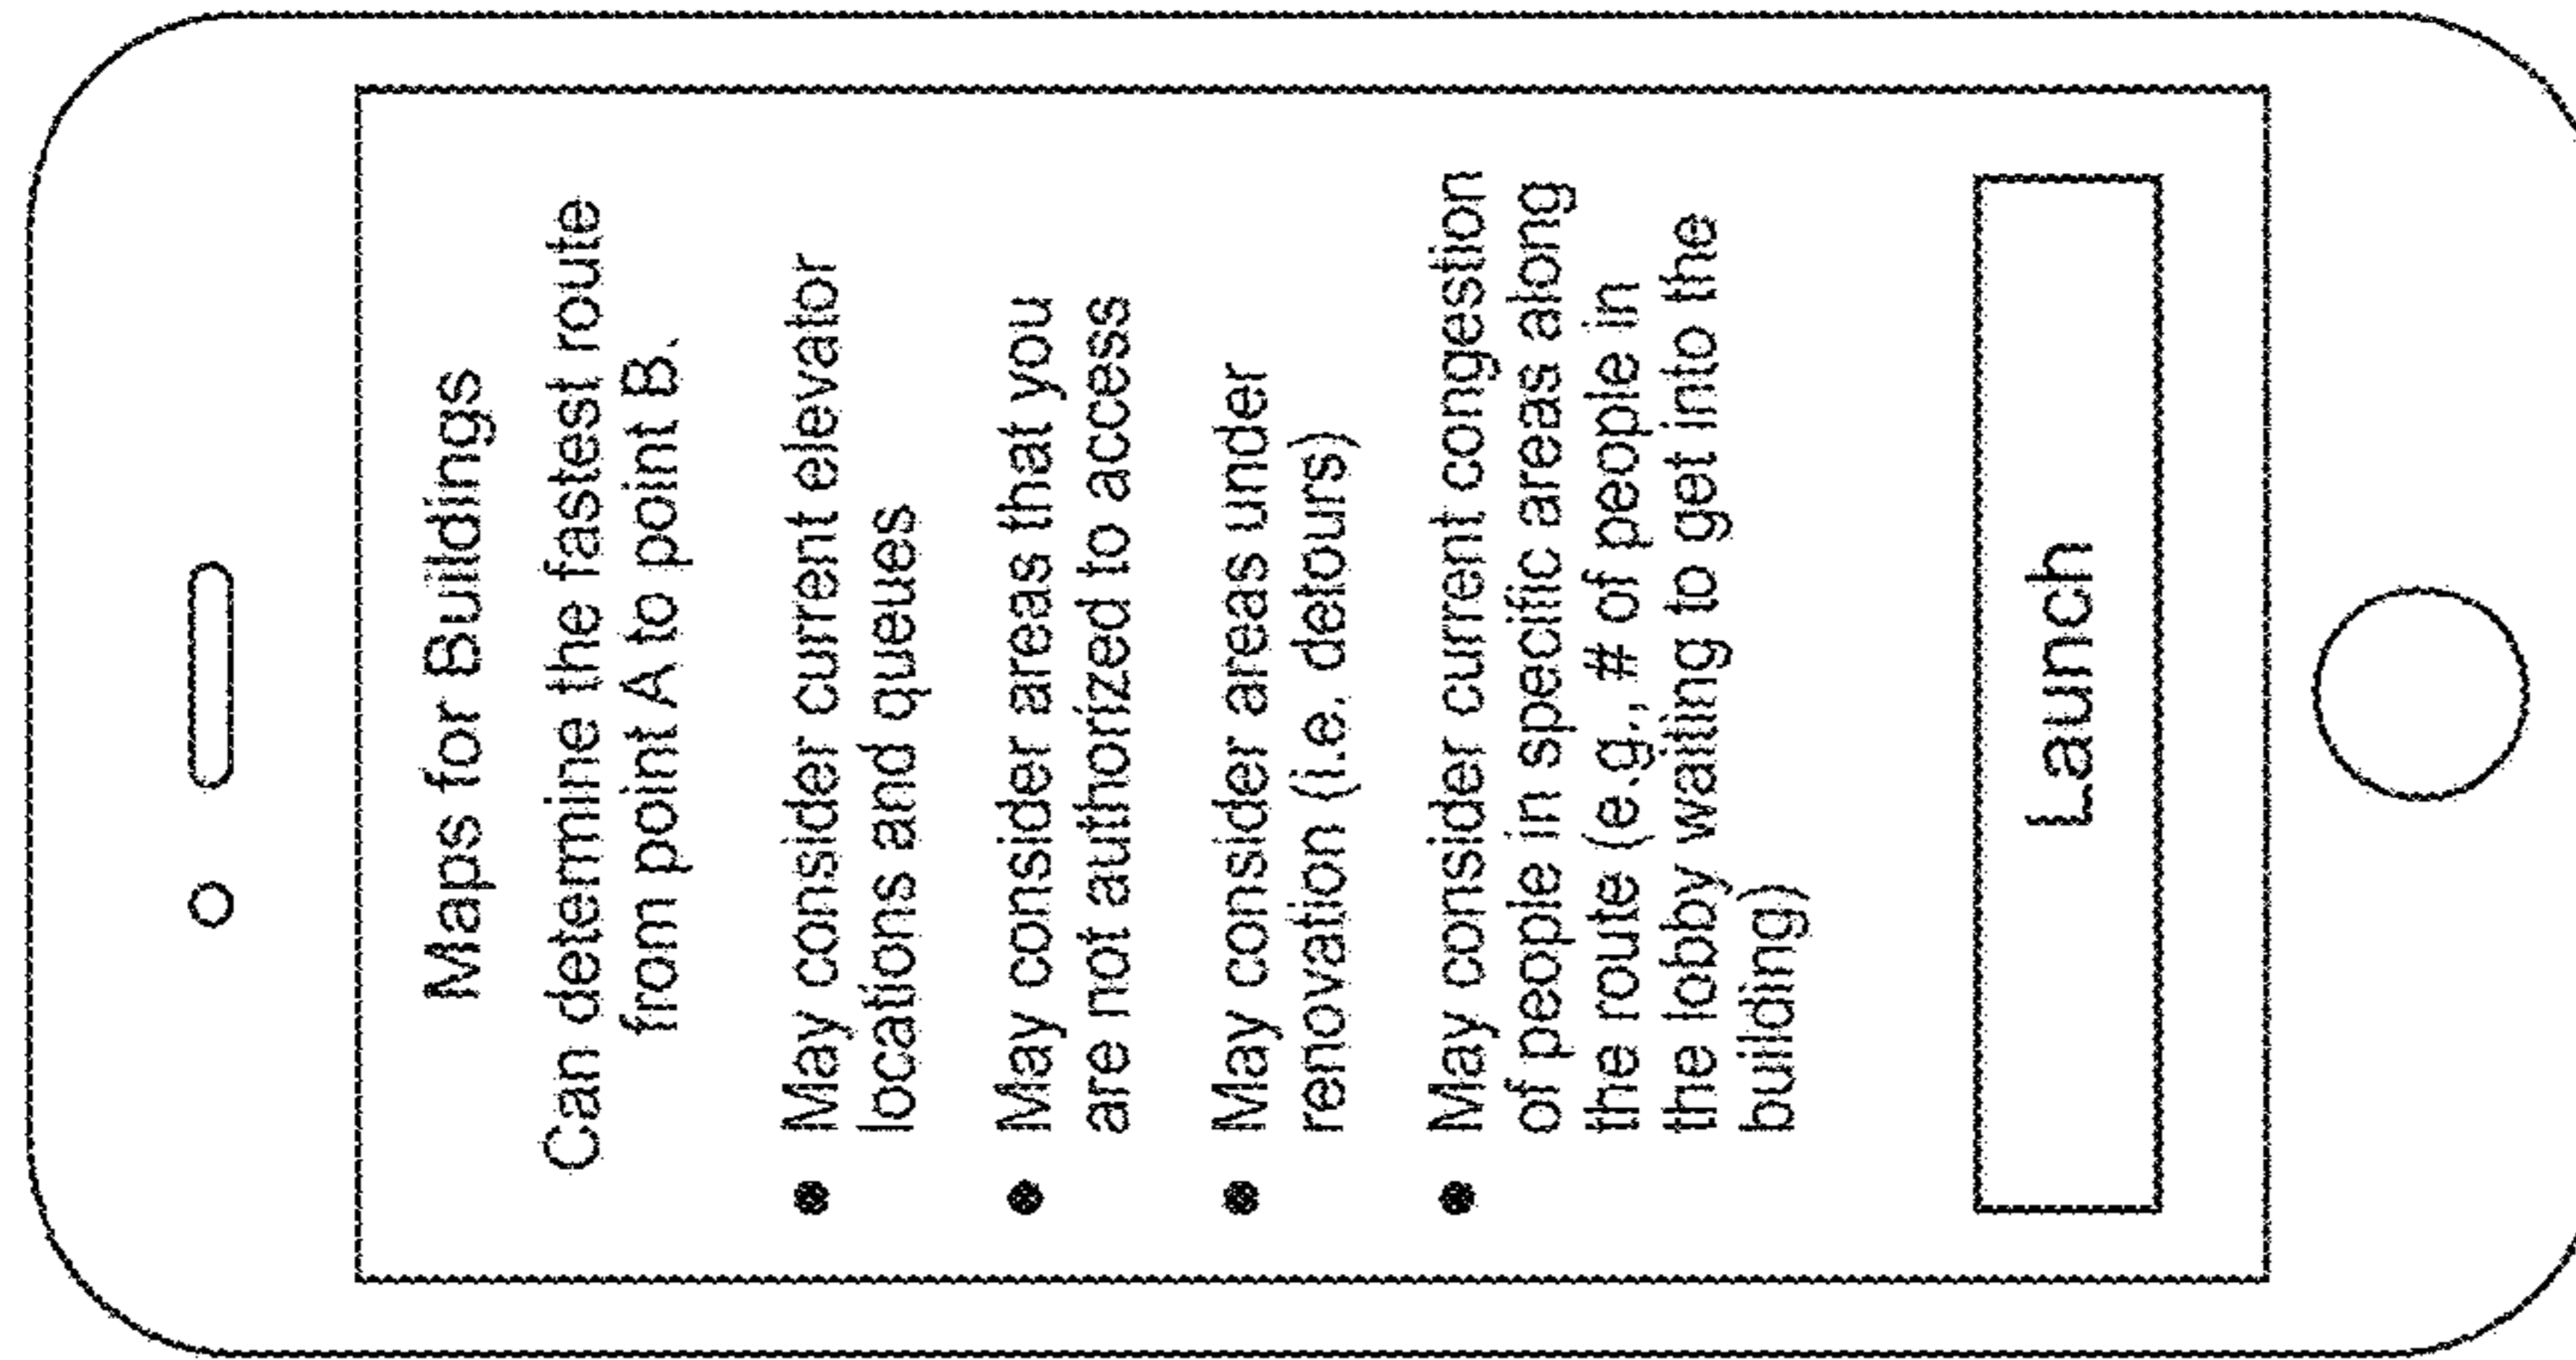 Maps for Buildings
Can determine the fastest route
from point A to point B.
• May consider current elevator
locations and queues
• May consider areas that you
are not authorized to access
• May consider areas under
renovation (i.e. detours)
• May consider current congestion
of people in specific areas along
the route (e.g., # of people in
the lobby waiting to get into the
building)
Launch